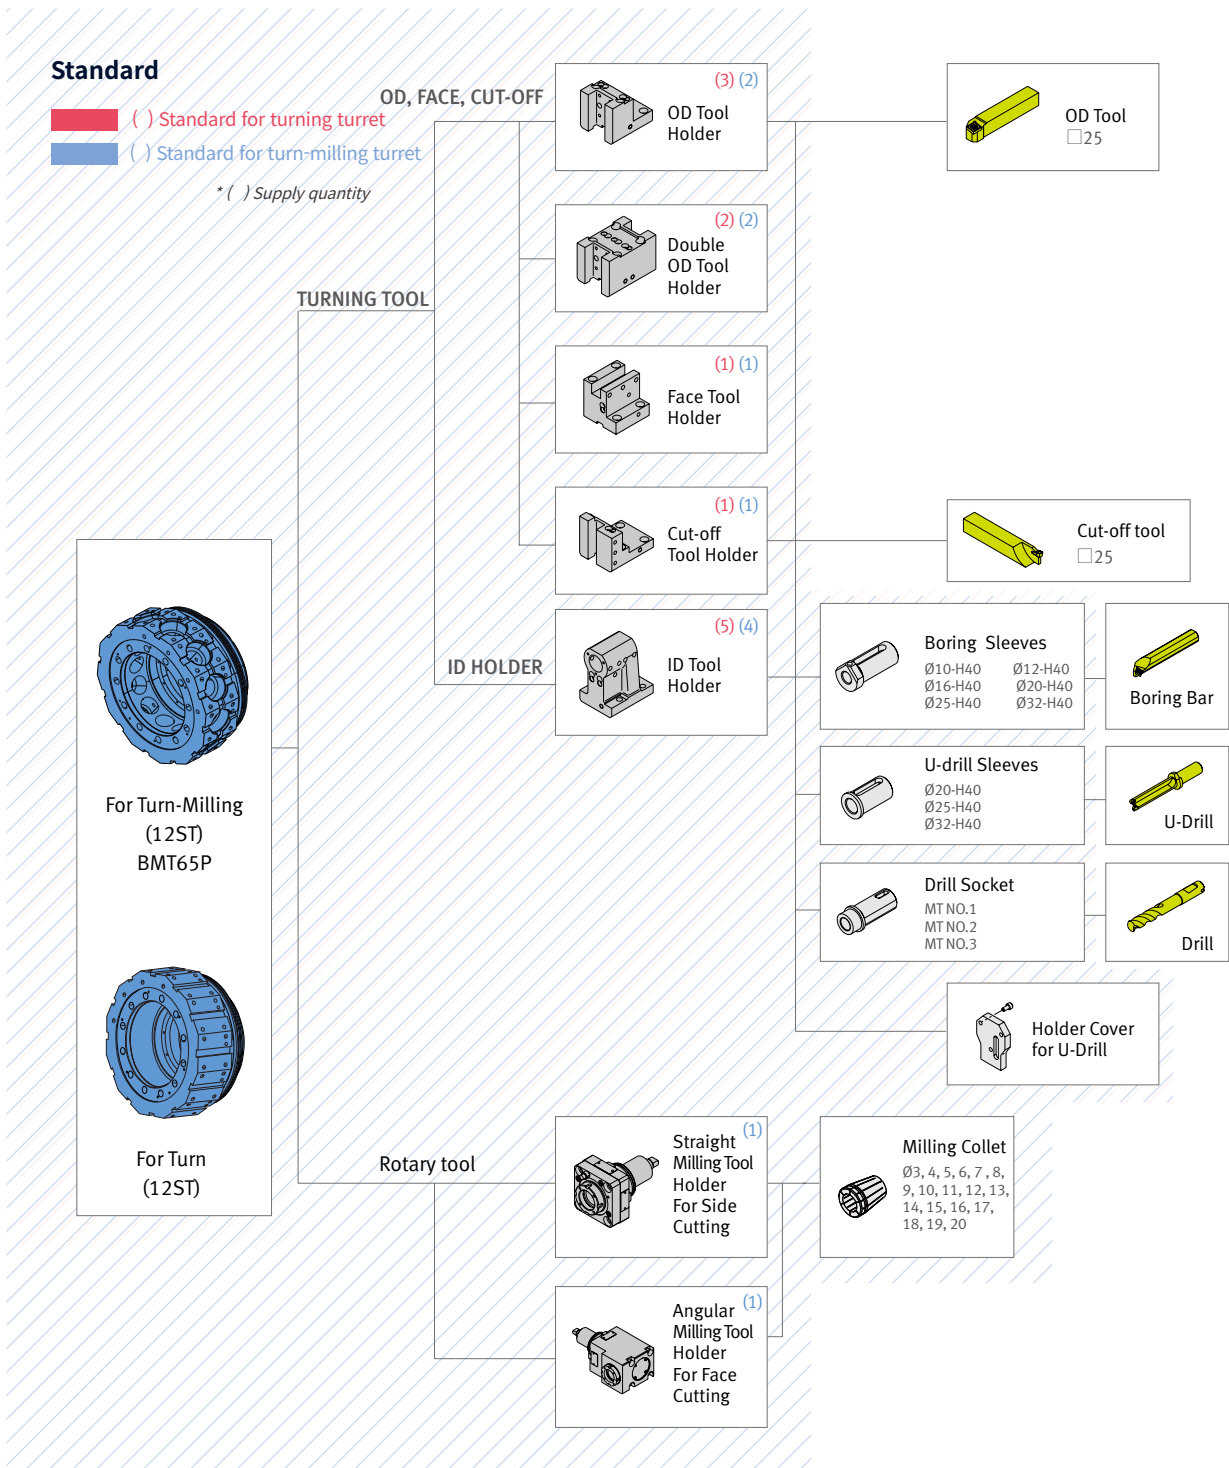 Standard
( ) Standard for turning turret
( ) Standard for turn-milling turret
* ( ) Supply quantity
OD, FACE, CUT-OFF
(3) (2)
OD Tool
Holder
OD Tool
□25
(2) (2)
Double
OD Tool
Holder
TURNING TOOL
(1) (1)
Face Tool
Holder
(1) (1)
Cut-off
Tool Holder
Cut-off tool
□25
ID HOLDER
(5) (4)
ID Tool
Holder
Boring Sleeves
Ø10-H40 Ø12-H40
Ø16-H40 Ø20-H40
Ø25-H40 Ø32-H40
Boring Bar
U-drill Sleeves
Ø20-H40
Ø25-H40
Ø32-H40
U-Drill
Drill Socket
MT NO.1
MT NO.2
MT NO.3
Drill
Holder Cover
for U-Drill
For Turn-Milling
(12ST)
BMT65P
For Turn
(12ST)
Rotary tool
(1)
Straight
Milling Tool
Holder
For Side
Cutting
Milling Collet
Ø3, 4, 5, 6, 7 , 8,
9, 10, 11, 12, 13,
14, 15, 16, 17,
18, 19, 20
(1)
Angular
Milling Tool
Holder
For Face
Cutting